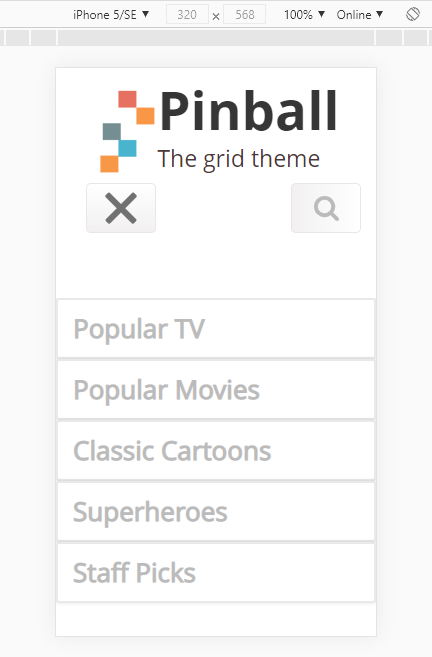 iPhone 5/SE ▼ 320 × 568 100% ▼ Online ▼
Pinball
The grid theme
Popular TV
Popular Movies
Classic Cartoons
Superheroes
Staff Picks